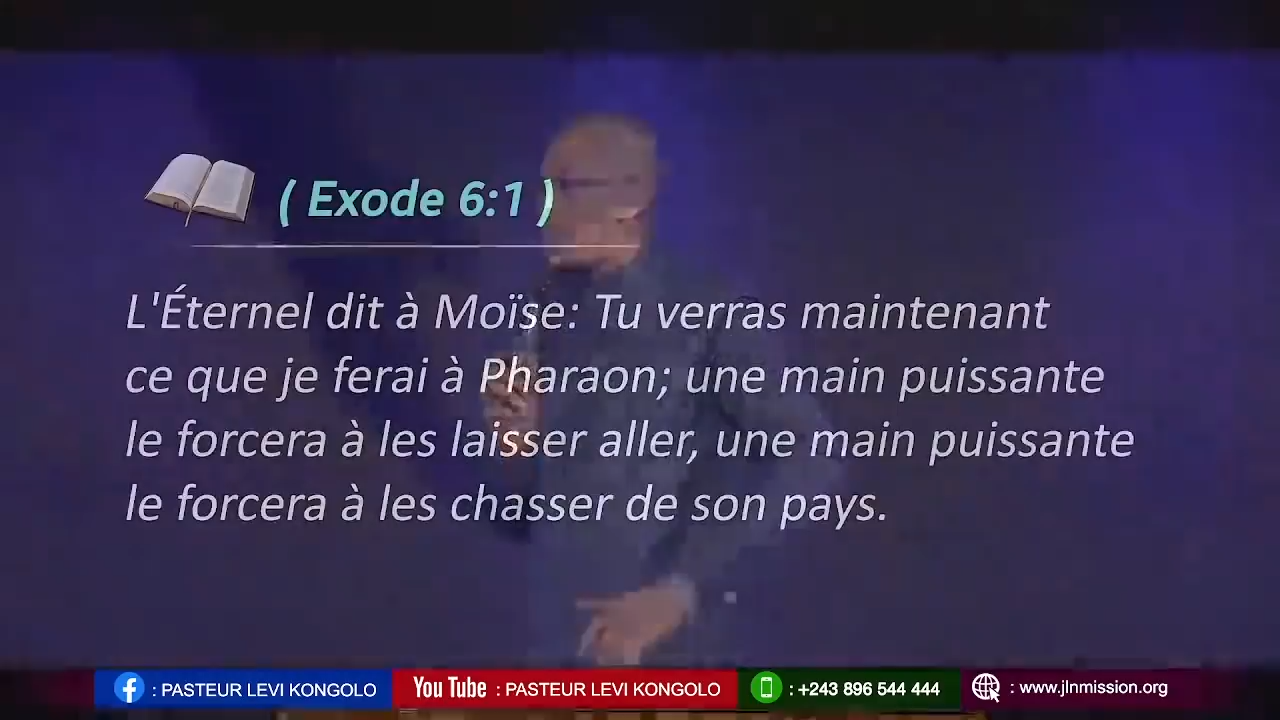 ( Exode 6:1 )
L'Éternel dit à Moïse: Tu verras maintenant
ce que je ferai à Pharaon; une main puissante
le forcera à les laisser aller, une main puissante
le forcera à les chasser de son pays.
: PASTEUR LEVI KONGOLO
You Tube : PASTEUR LEVI KONGOLO
: +243 896 544 444
: www.jlnmission.org